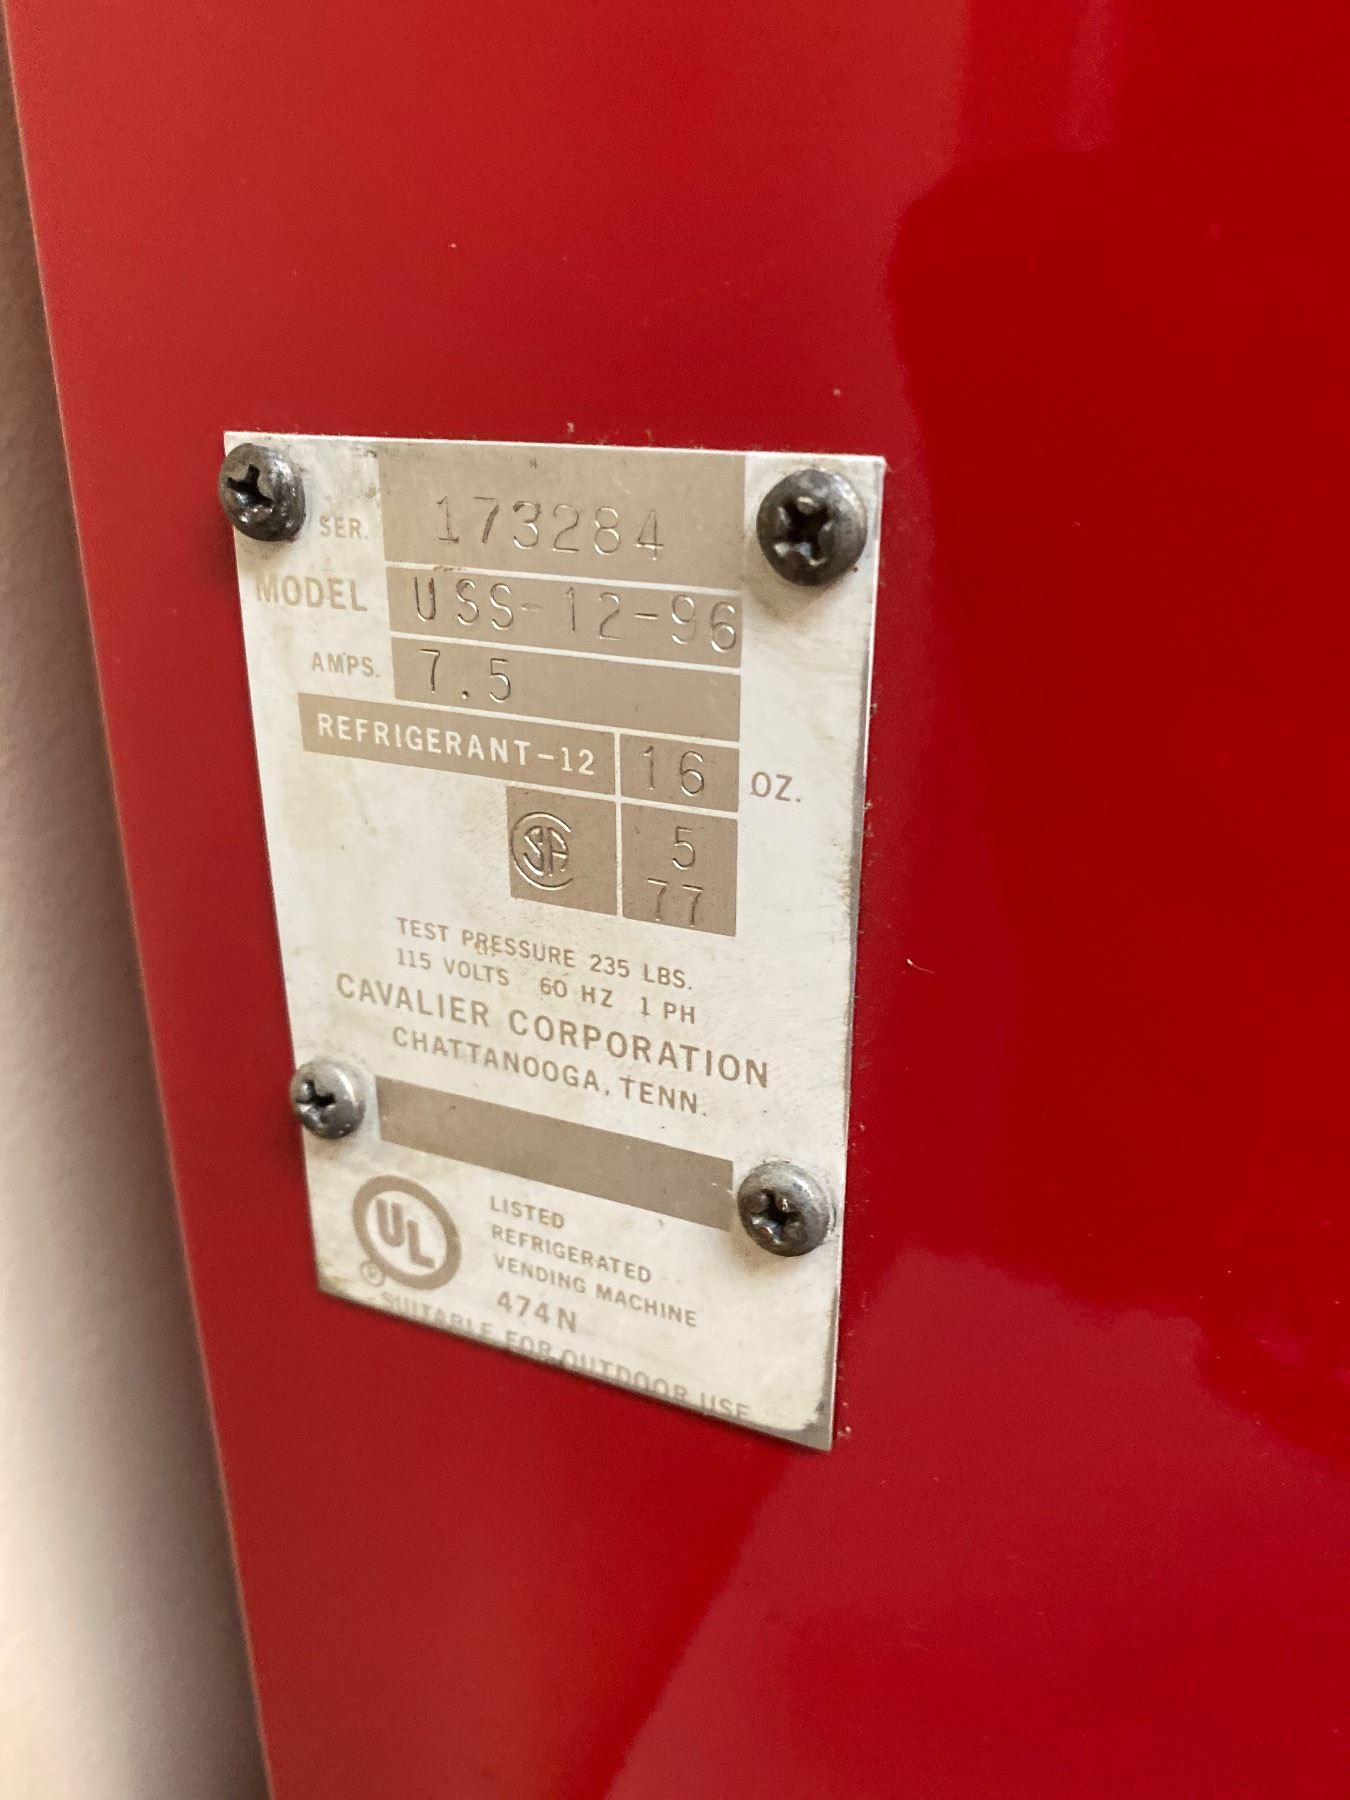 SER. 173284
MODEL USS-12-96
AMPS. 7.5
REFRIGERANT-12 16 OZ.
SA 5
77
TEST PRESSURE 235 LBS.
115 VOLTS 60 HZ 1 PH
CAVALIER CORPORATION
CHATTANOOGA, TENN.
UL
®
LISTED
REFRIGERATED
VENDING MACHINE
474N
SUITABLE FOR OUTDOOR USE